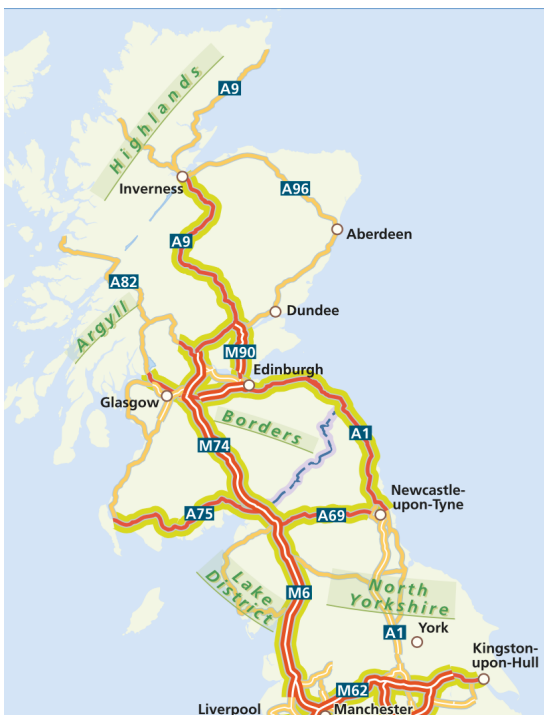 A9
Highlands
Inverness
A96
Aberdeen
A9
A82
Dundee
Argyll
M90
Edinburgh
Glasgow
Borders
A1
M74
Newcastle-
upon-Tyne
A75
A69
Lake
District
M6
North
Yorkshire
A1
York
Kingston-
upon-Hull
M62
Liverpool
Manchester